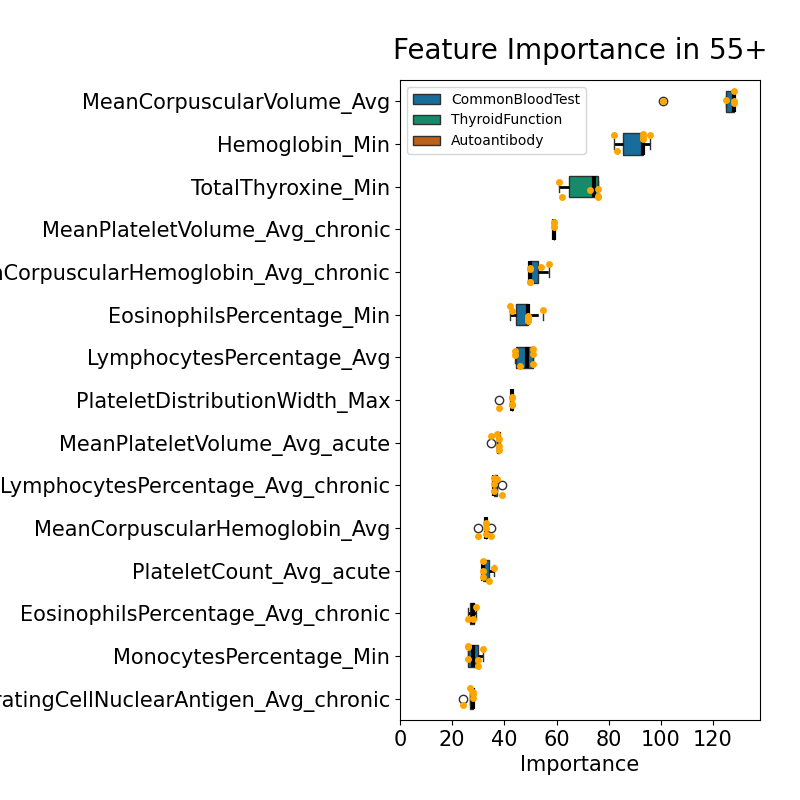 Feature Importance in 55+
CommonBloodTest
ThyroidFunction
Autoantibody
MeanCorpuscularVolume_Avg
Hemoglobin_Min
TotalThyroxine_Min
MeanPlateletVolume_Avg_chronic
CorpuscularHemoglobin_Avg_chronic
EosinophilsPercentage_Min
LymphocytesPercentage_Avg
PlateletDistributionWidth_Max
MeanPlateletVolume_Avg_acute
LymphocytesPercentage_Avg_chronic
MeanCorpuscularHemoglobin_Avg
PlateletCount_Avg_acute
EosinophilsPercentage_Avg_chronic
MonocytesPercentage_Min
ratingCellNuclearAntigen_Avg_chronic
0 20 40 60 80 100 120
Importance